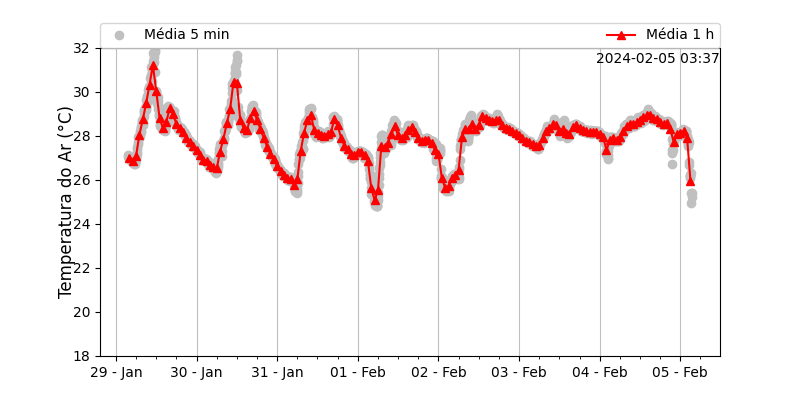 Média 5 min
Média 1 h
2024-02-05 03:37
Temperatura do Ar (°C)
32
30
28
26
24
22
20
18
29 - Jan
30 - Jan
31 - Jan
01 - Feb
02 - Feb
03 - Feb
04 - Feb
05 - Feb